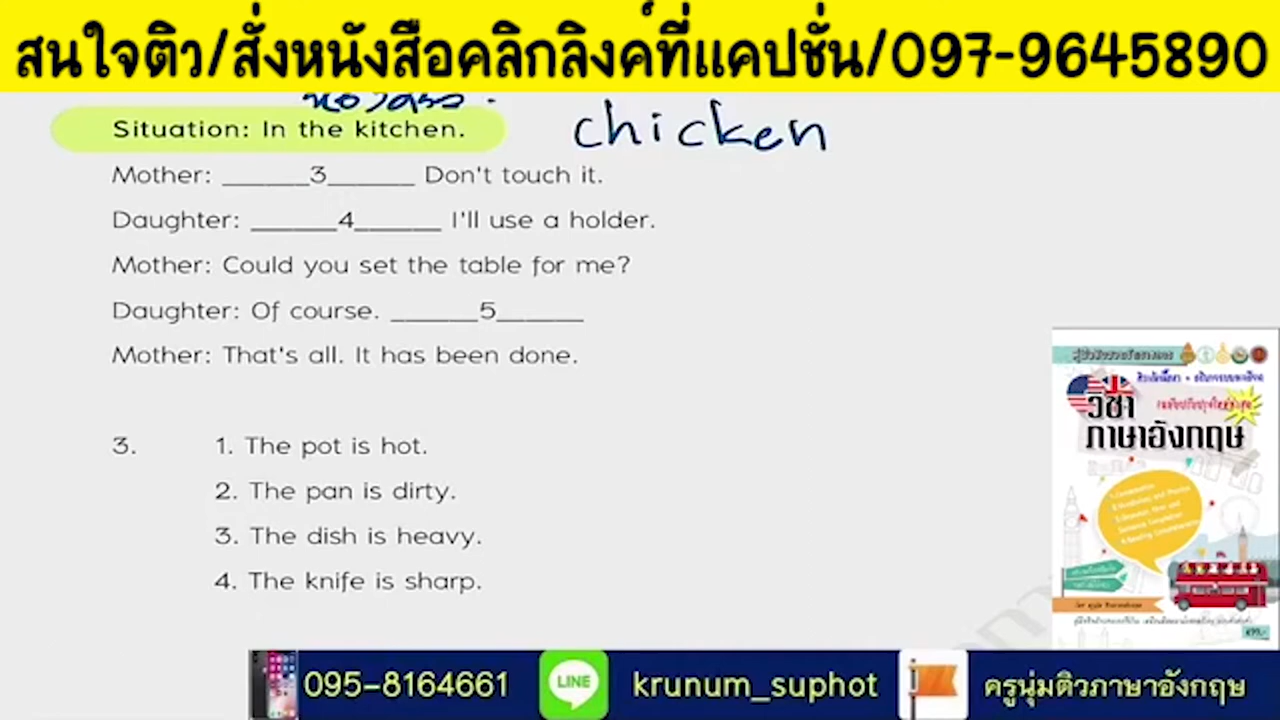 สนใจติว/สั่งหนังสือคลิกลิงค์ที่แคปชั่น/097-9645890
Situation: In the kitchen.
chicken
Mother: ______3______ Don't touch it.
Daughter: ______4______ I'll use a holder.
Mother: Could you set the table for me?
Daughter: Of course. ______5______
Mother: That's all. It has been done.
3. 1. The pot is hot.
2. The pan is dirty.
3. The dish is heavy.
4. The knife is sharp.
วิชา
ภาษาอังกฤษ
095-8164661
LINE
krunum_suphot
ครูนุ่มติวภาษาอังกฤษ